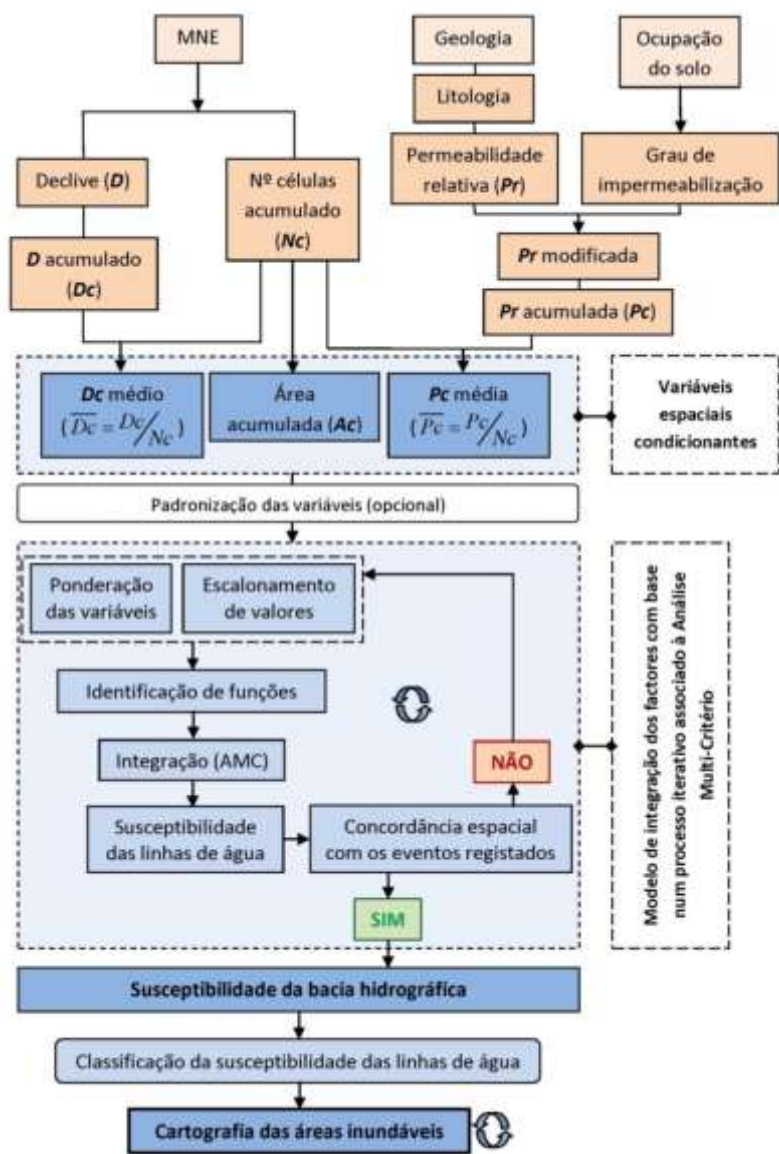 MNE
Geologia
Ocupação
do solo
Litologia
Declive (D)
Nº células
acumulado
(Nc)
Permeabilidade
relativa (Pr)
Grau de
impermeabilização
D acumulado
(Dc)
Pr modificada
Pr acumulada (Pc)
Dc médio
( D̅c̅ = Dc/Nc )
Área
acumulada (Ac)
Pc média
( P̅c̅ = Pc/Nc )
Variáveis
espaciais
condicionantes
Padronização das variáveis (opcional)
Ponderação
das variáveis
Escalonamento
de valores
Identificação de funções
Integração (AMC)
NÃO
Susceptibilidade
das linhas de água
Concordância espacial
com os eventos registados
SIM
Modelo de integração dos factores com base
num processo iterativo associado à Análise
Multi-Critério
Susceptibilidade da bacia hidrográfica
Classificação da susceptibilidade das linhas de água
Cartografia das áreas inundáveis